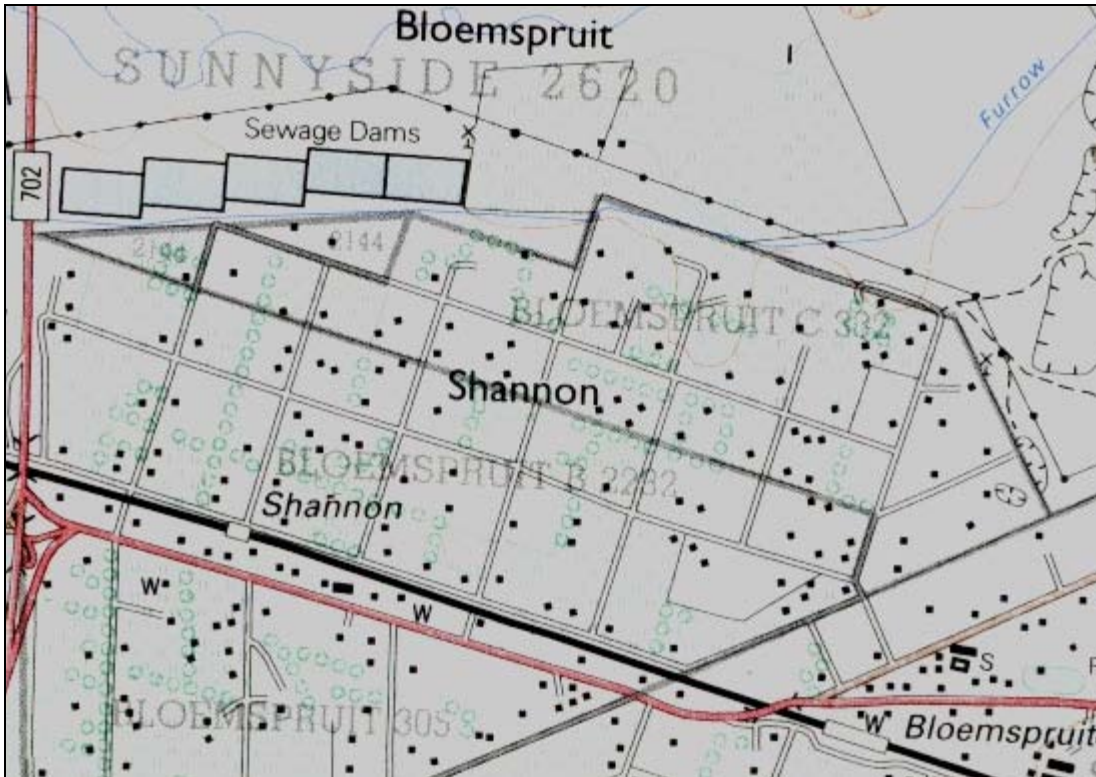 Bloemspruit
SUNNYSIDE 2620
Furrow
Sewage Dams
702
2144
BLOEMSPRUIT C 332
Shannon
BLOEMSPRUIT B 2282
Shannon
W
W
S
BLOEMSPRUIT 305
W
Bloemspruit